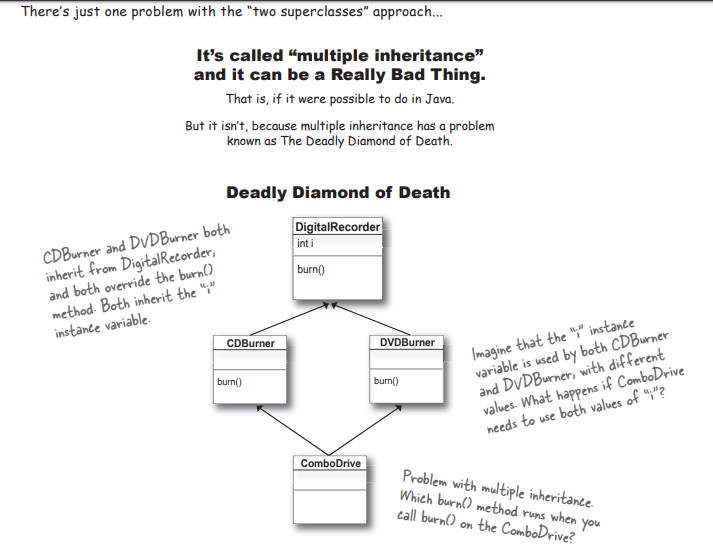 There's just one problem with the "two superclasses" approach...
It's called "multiple inheritance"
and it can be a Really Bad Thing.
That is, if it were possible to do in Java.
But it isn't, because multiple inheritance has a problem
known as The Deadly Diamond of Death.
Deadly Diamond of Death
CDBurner and DVDBurner both
inherit from DigitalRecorder,
and both override the burn()
method. Both inherit the "i"
instance variable.
DigitalRecorder
int i
burn()
CDBurner
burn()
DVDBurner
burn()
Imagine that the "i" instance
variable is used by both CDBurner
and DVDBurner, with different
values. What happens if ComboDrive
needs to use both values of "i"?
ComboDrive
Problem with multiple inheritance.
Which burn() method runs when you
call burn() on the ComboDrive?